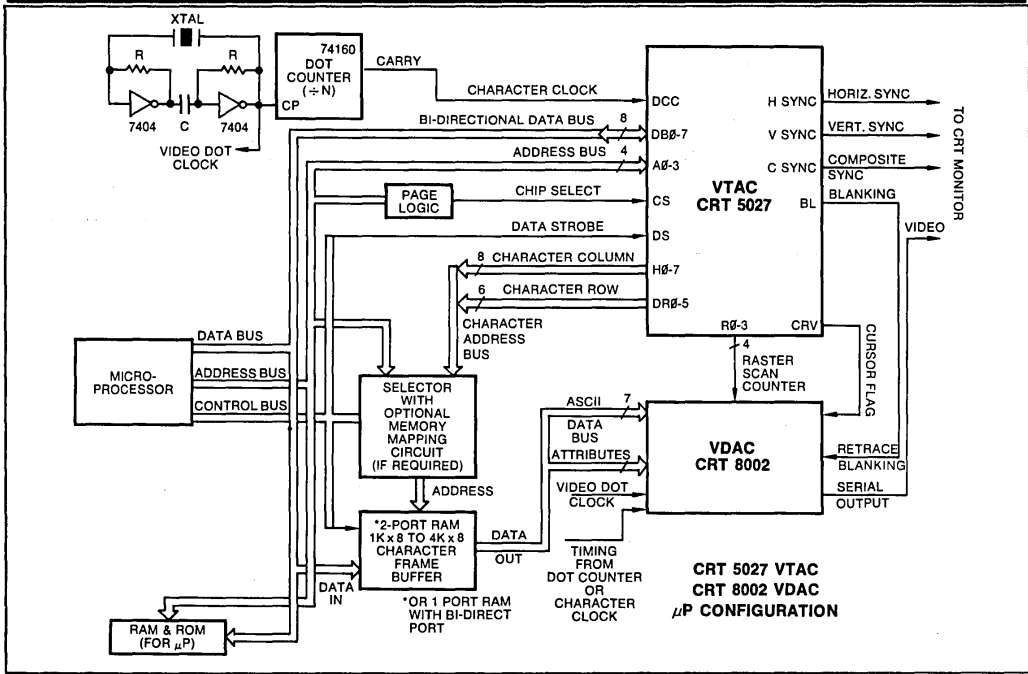 XTAL
R
R
7404
C
7404
VIDEO DOT
CLOCK
74160
DOT
COUNTER
(÷N)
CP
CARRY
CHARACTER CLOCK
BI-DIRECTIONAL DATA BUS
8
ADDRESS BUS
4
PAGE
LOGIC
CHIP SELECT
DATA STROBE
8
CHARACTER COLUMN
6
CHARACTER ROW
CHARACTER
ADDRESS
BUS
DCC
DBØ-7
AØ-3
CS
DS
HØ-7
DRØ-5
VTAC
CRT 5027
H SYNC
V SYNC
C SYNC
BL
RØ-3
CRV
HORIZ. SYNC
VERT. SYNC
COMPOSITE
SYNC
BLANKING
TO CRT MONITOR
VIDEO
4
RASTER
SCAN
COUNTER
CURSOR FLAG
MICRO-
PROCESSOR
DATA BUS
ADDRESS BUS
CONTROL BUS
SELECTOR
WITH
OPTIONAL
MEMORY
MAPPING
CIRCUIT
(IF REQUIRED)
ADDRESS
ASCII
7
DATA
BUS
ATTRIBUTES
VIDEO DOT
CLOCK
TIMING
FROM
DOT COUNTER
OR
CHARACTER
CLOCK
VDAC
CRT 8002
RETRACE
BLANKING
SERIAL
OUTPUT
*2-PORT RAM
1K x 8 TO 4K x 8
CHARACTER
FRAME
BUFFER
DATA
OUT
DATA
IN
*OR 1 PORT RAM
WITH BI-DIRECT
PORT
RAM & ROM
(FOR µP)
CRT 5027 VTAC
CRT 8002 VDAC
µP CONFIGURATION